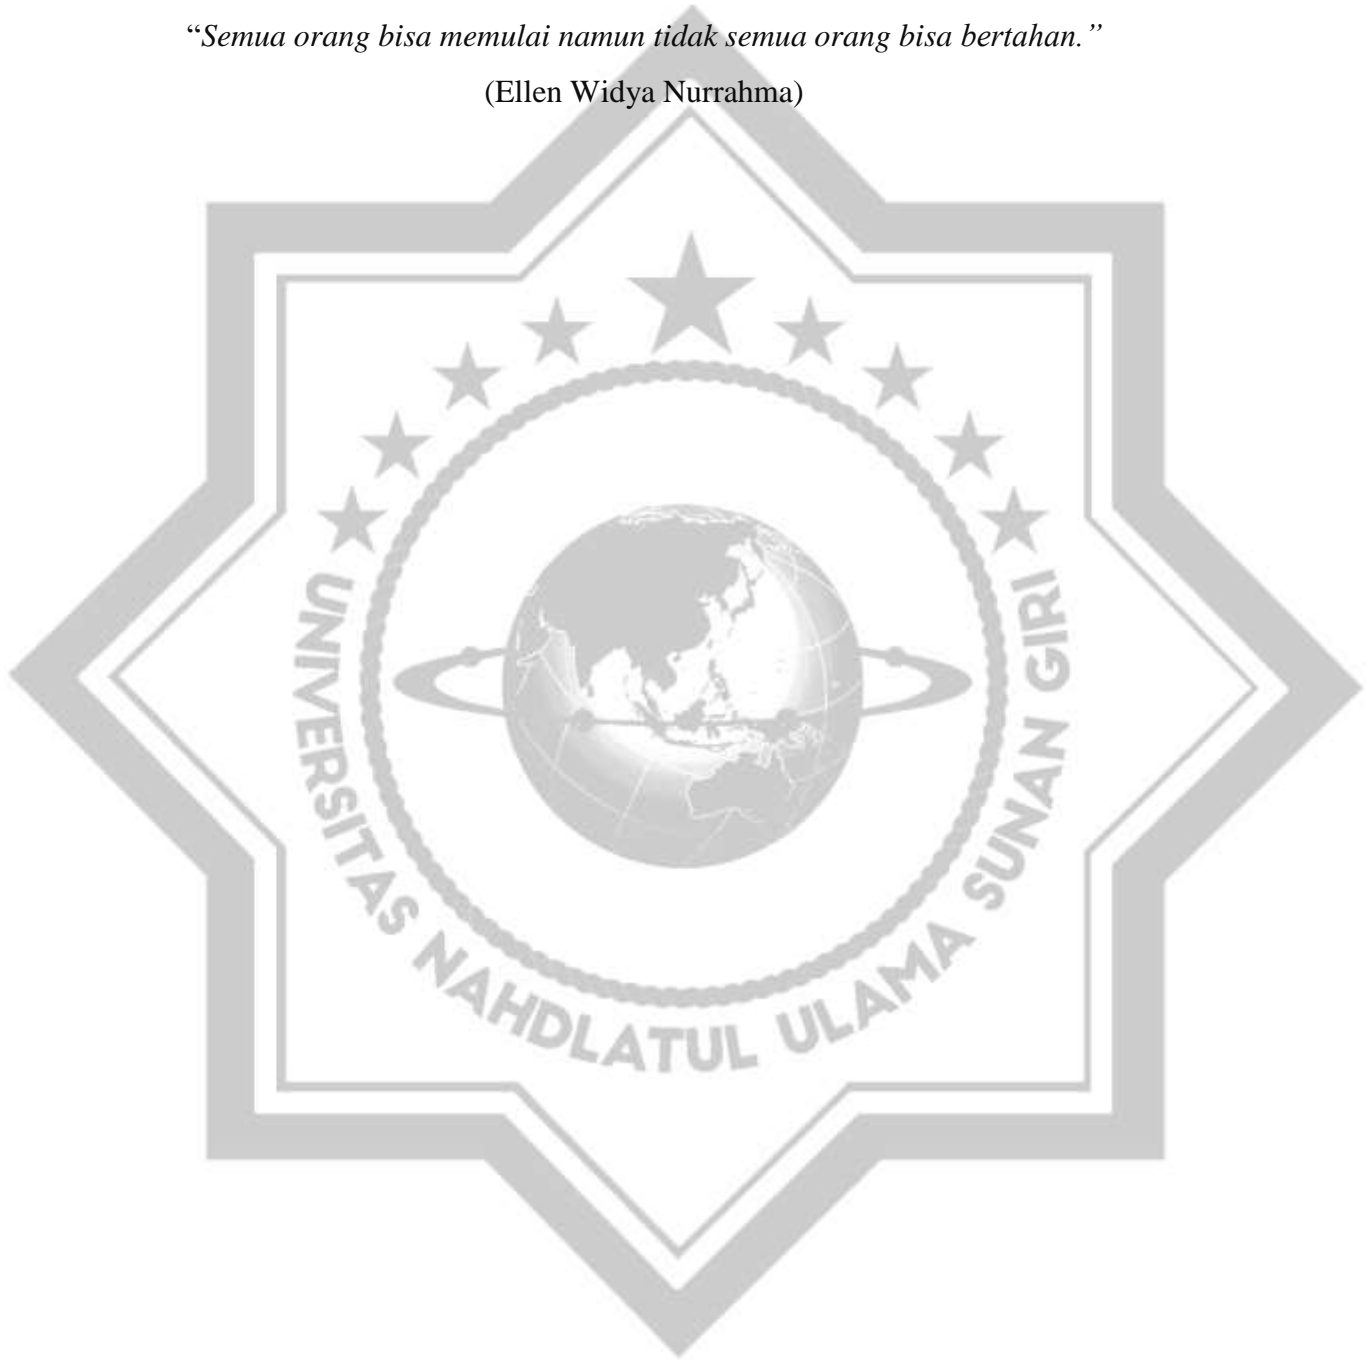 “Semua orang bisa memulai namun tidak semua orang bisa bertahan.”
(Ellen Widya Nurrahma)
UNIVERSITAS NAHDLATUL ULAMA SUNAN GIRI